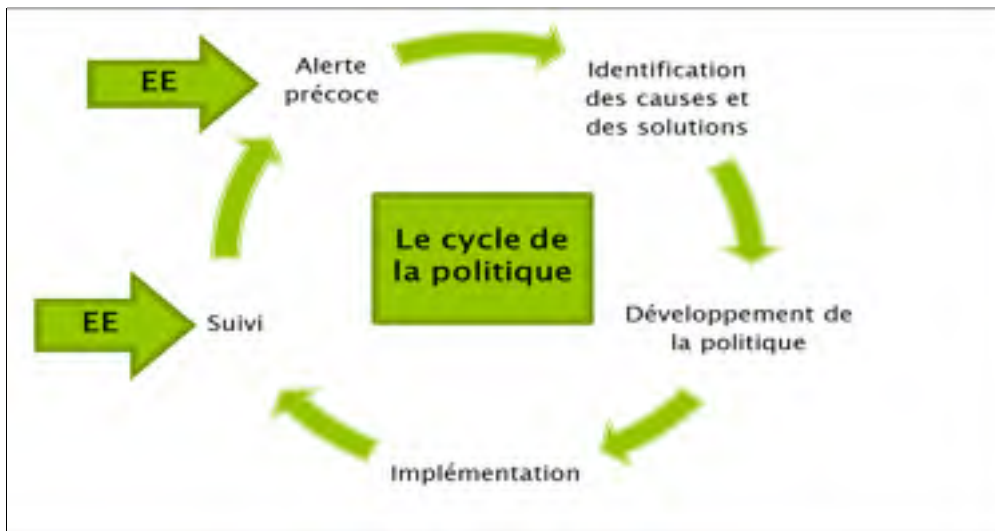 EE
Alerte
précoce
Identification
des causes et
des solutions
Le cycle de
la politique
EE
Suivi
Développement de
la politique
Implémentation